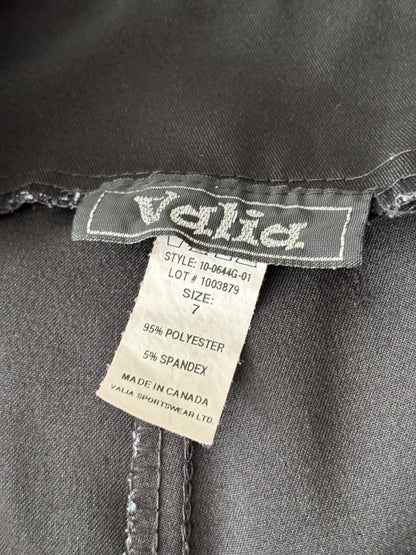 Valia
STYLE: 10-0644G-01
LOT # 1003879
SIZE:
7
95% POLYESTER
5% SPANDEX
MADE IN CANADA
VALIA SPORTSWEAR LTD.